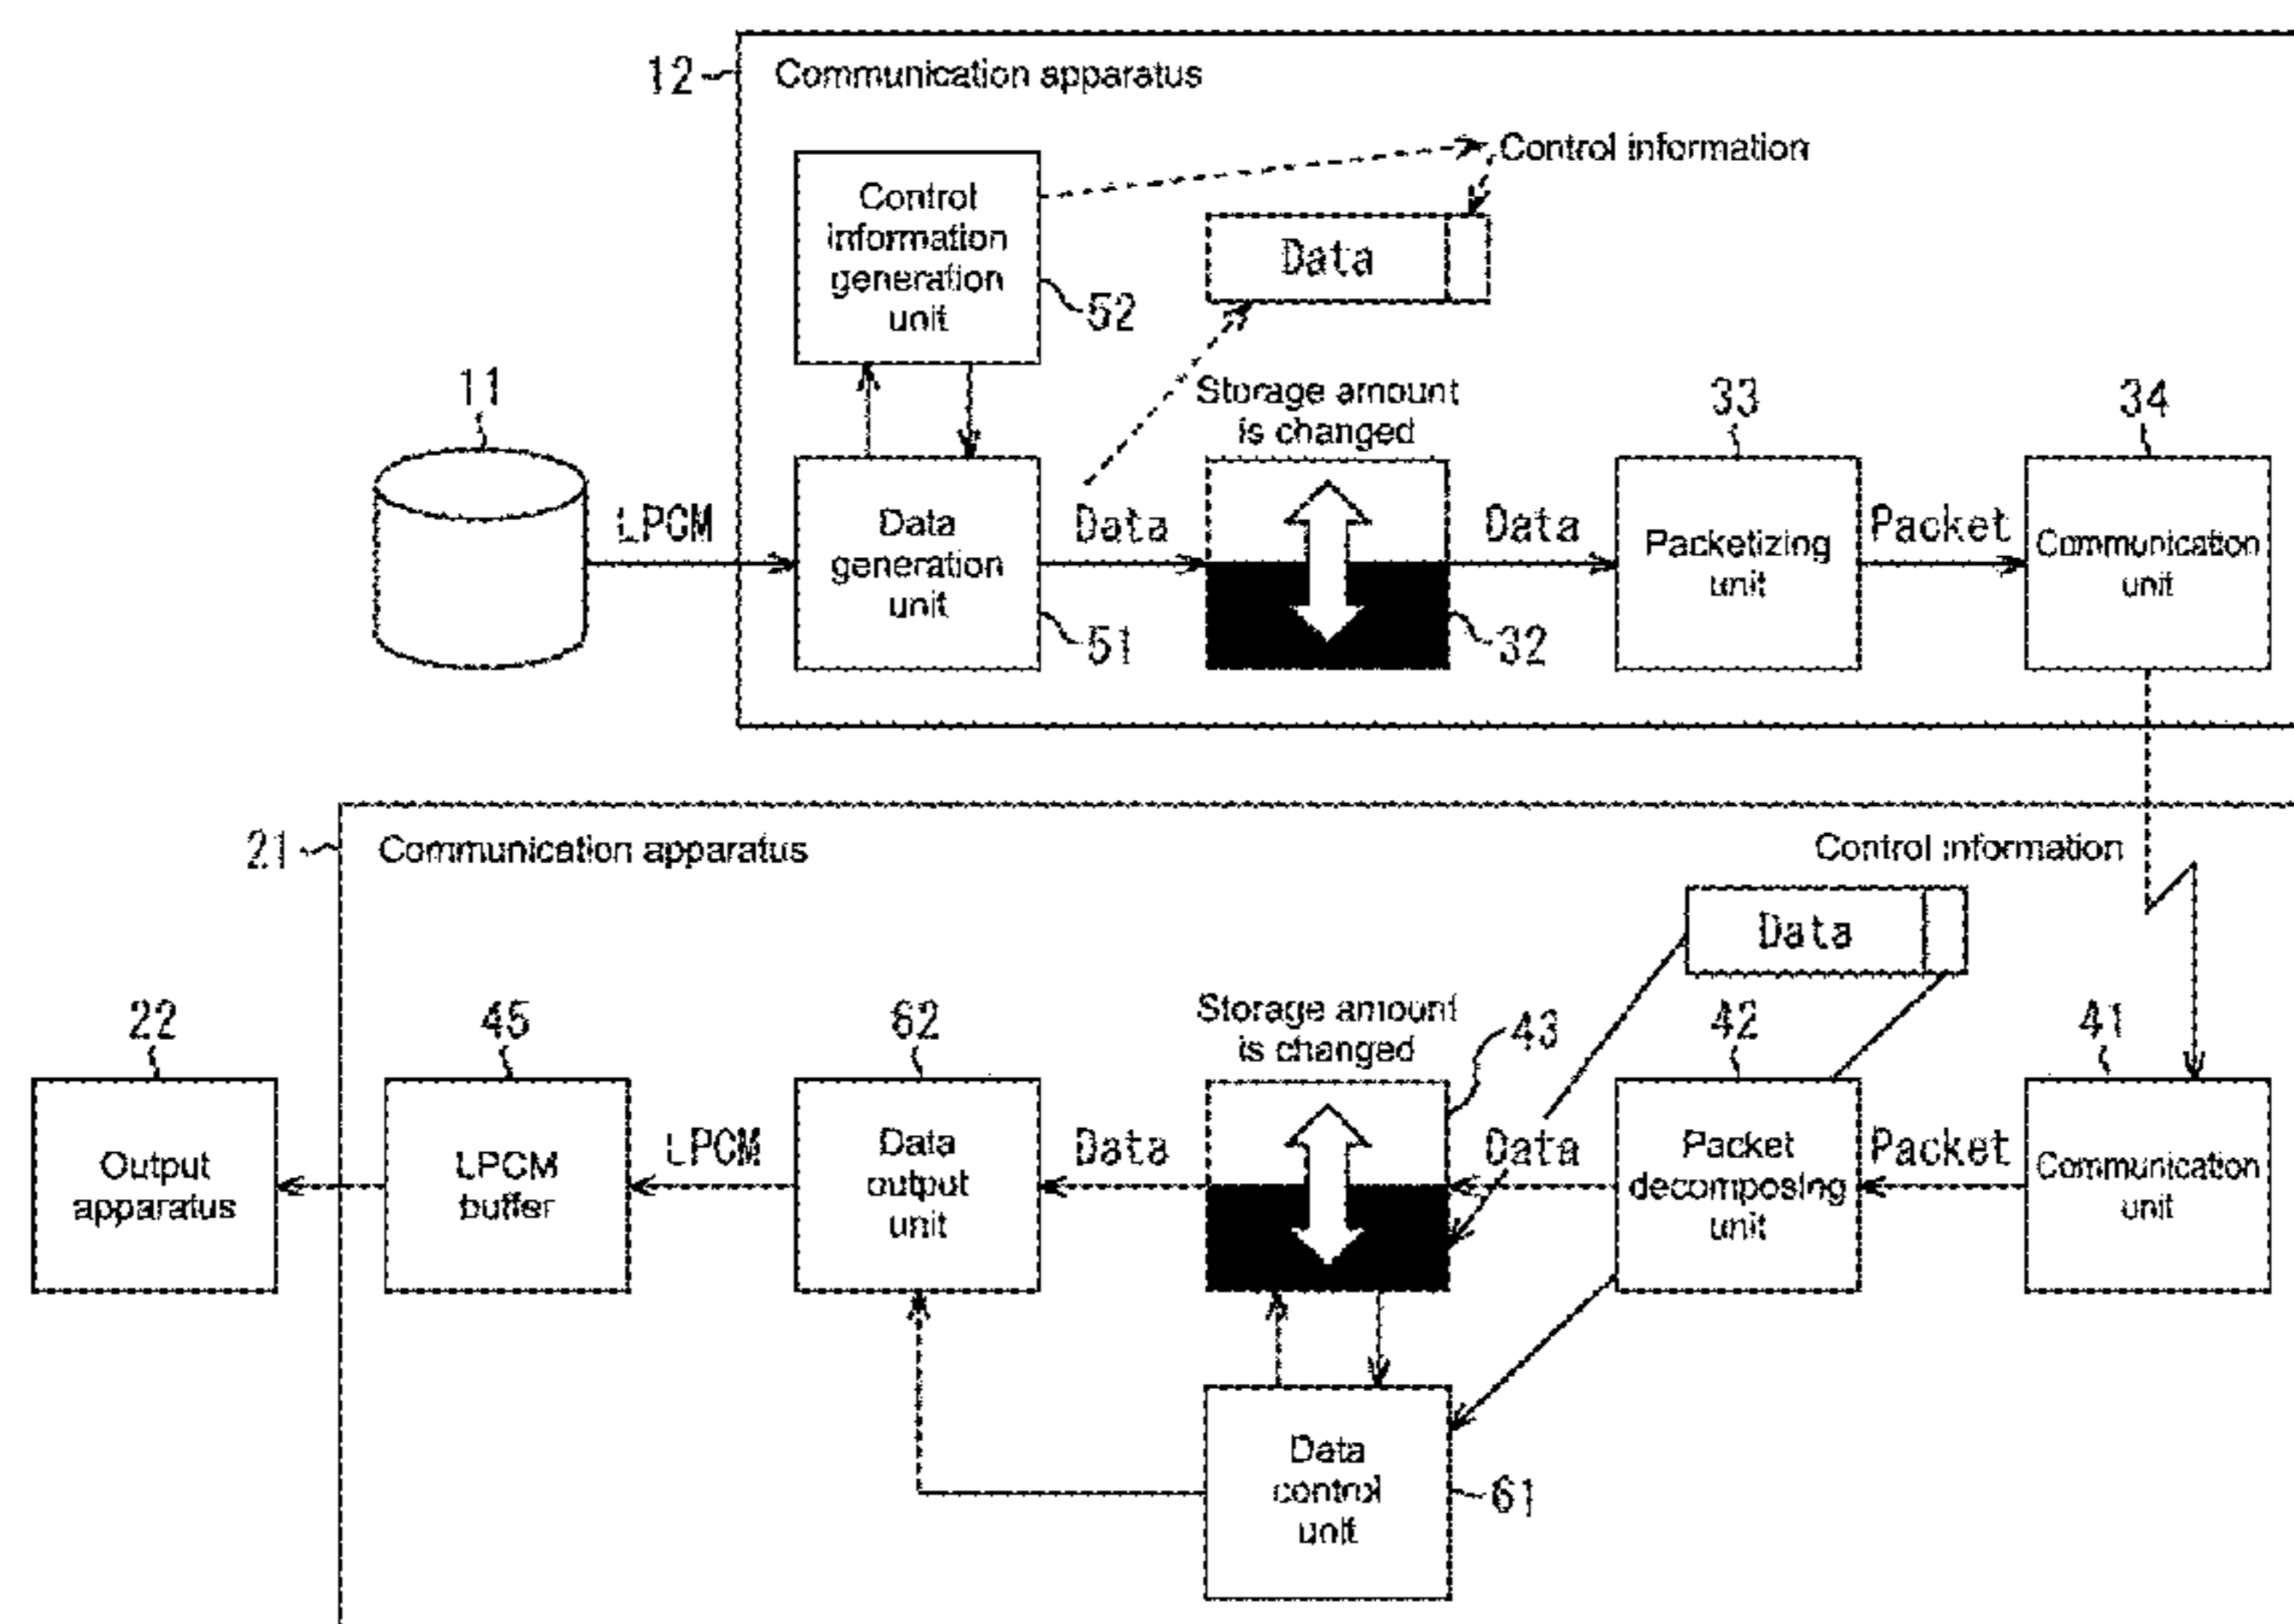 12
Communication apparatus
Control information
Control
information
generation
unit
52
Data
11
LPCM
Data
generation
unit
51
Data
Storage amount
is changed
32
Data
33
Packetizing
unit
Packet
34
Communication
unit
21
Communication apparatus
Control information
Data
22
Output
apparatus
45
LPCM
buffer
LPCM
62
Data
output
unit
Data
Storage amount
is changed
43
Data
42
Packet
decomposing
unit
Packet
41
Communication
unit
Data
control
unit
61